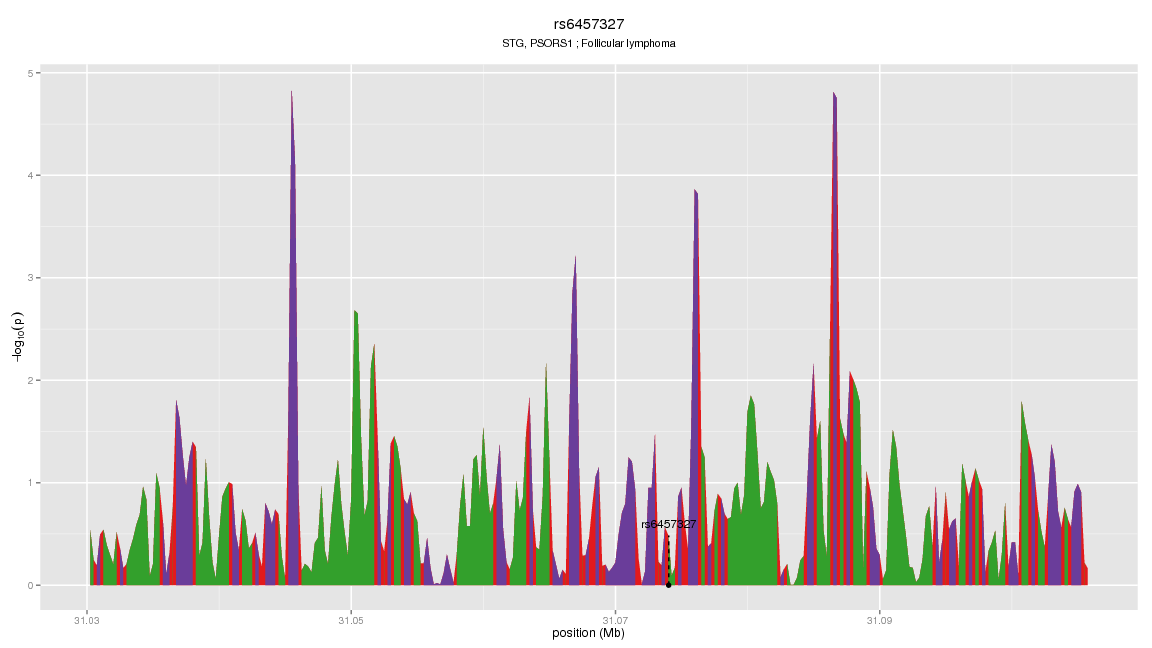 rs6457327
STG, PSORS1 ; Follicular lymphoma
5
4
3
2
1
0
−log10(p)
rs6457327
31.03 31.05 31.07 31.09
position (Mb)